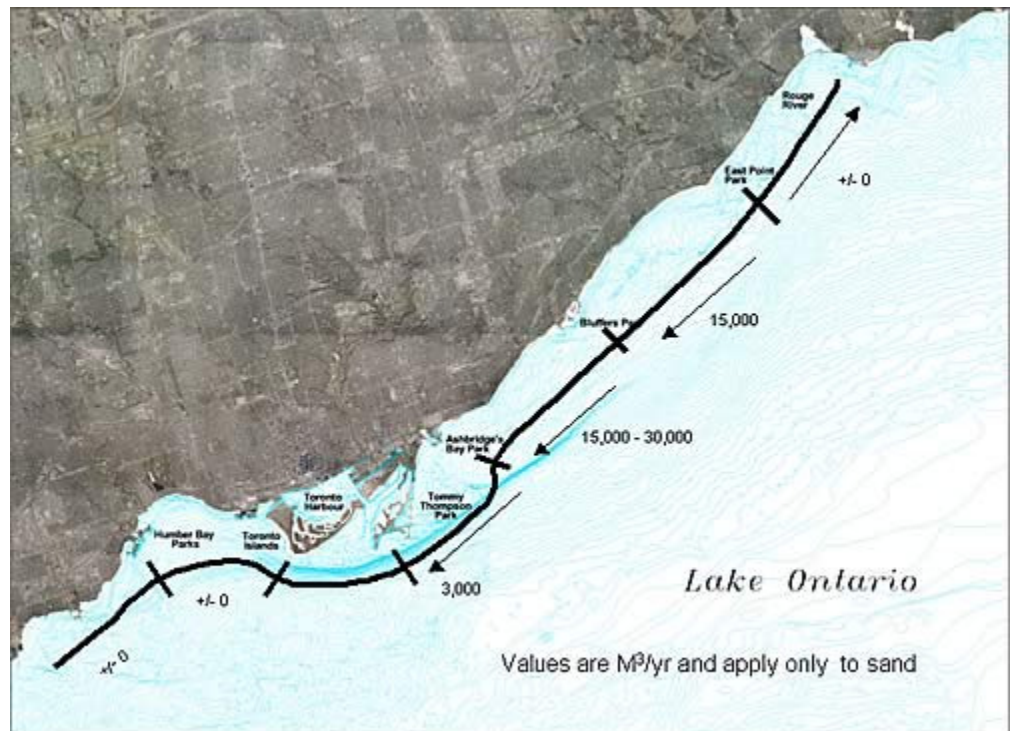 Rouge
River
East Point
Park
+/- 0
15,000
Bluffers Pa
15,000 - 30,000
Ashbridge's
Bay Park
Toronto
Harbour
Tommy
Thompson
Park
Humber Bay
Parks
Toronto
Islands
3,000
+/- 0
+/- 0
Lake Ontario
Values are M³/yr and apply only to sand